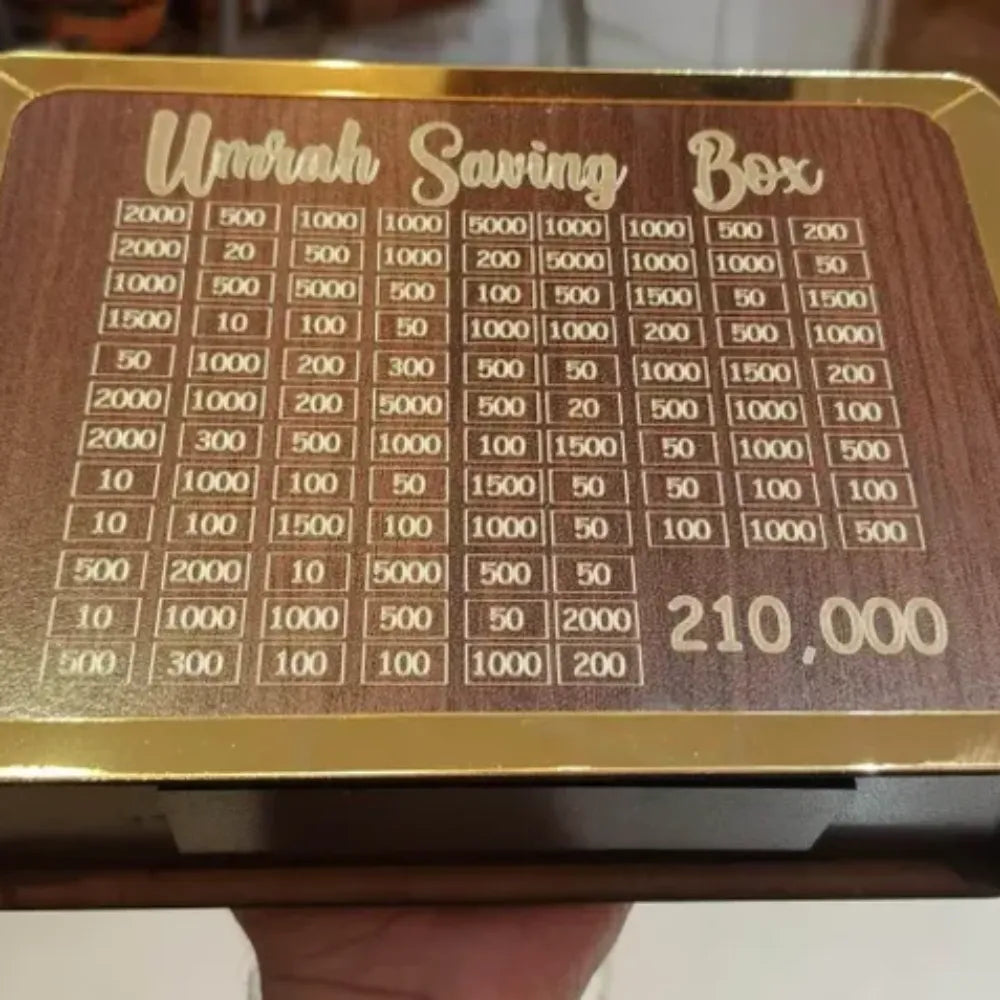 Umrah Saving Box
2000 500 1000 1000 5000 1000 1000 500 200
2000 20 500 1000 200 5000 1000 1000 50
1000 500 5000 500 100 500 1500 50 1500
1500 10 100 50 1000 1000 200 500 1000
50 1000 200 300 500 50 1000 1500 200
2000 1000 200 5000 500 20 500 1000 100
2000 300 500 1000 100 1500 50 1000 500
10 1000 100 50 1500 50 50 100 100
10 100 1500 100 1000 50 100 1000 500
500 2000 10 5000 500 50
10 1000 1000 500 50 2000
500 300 100 100 1000 200
210,000